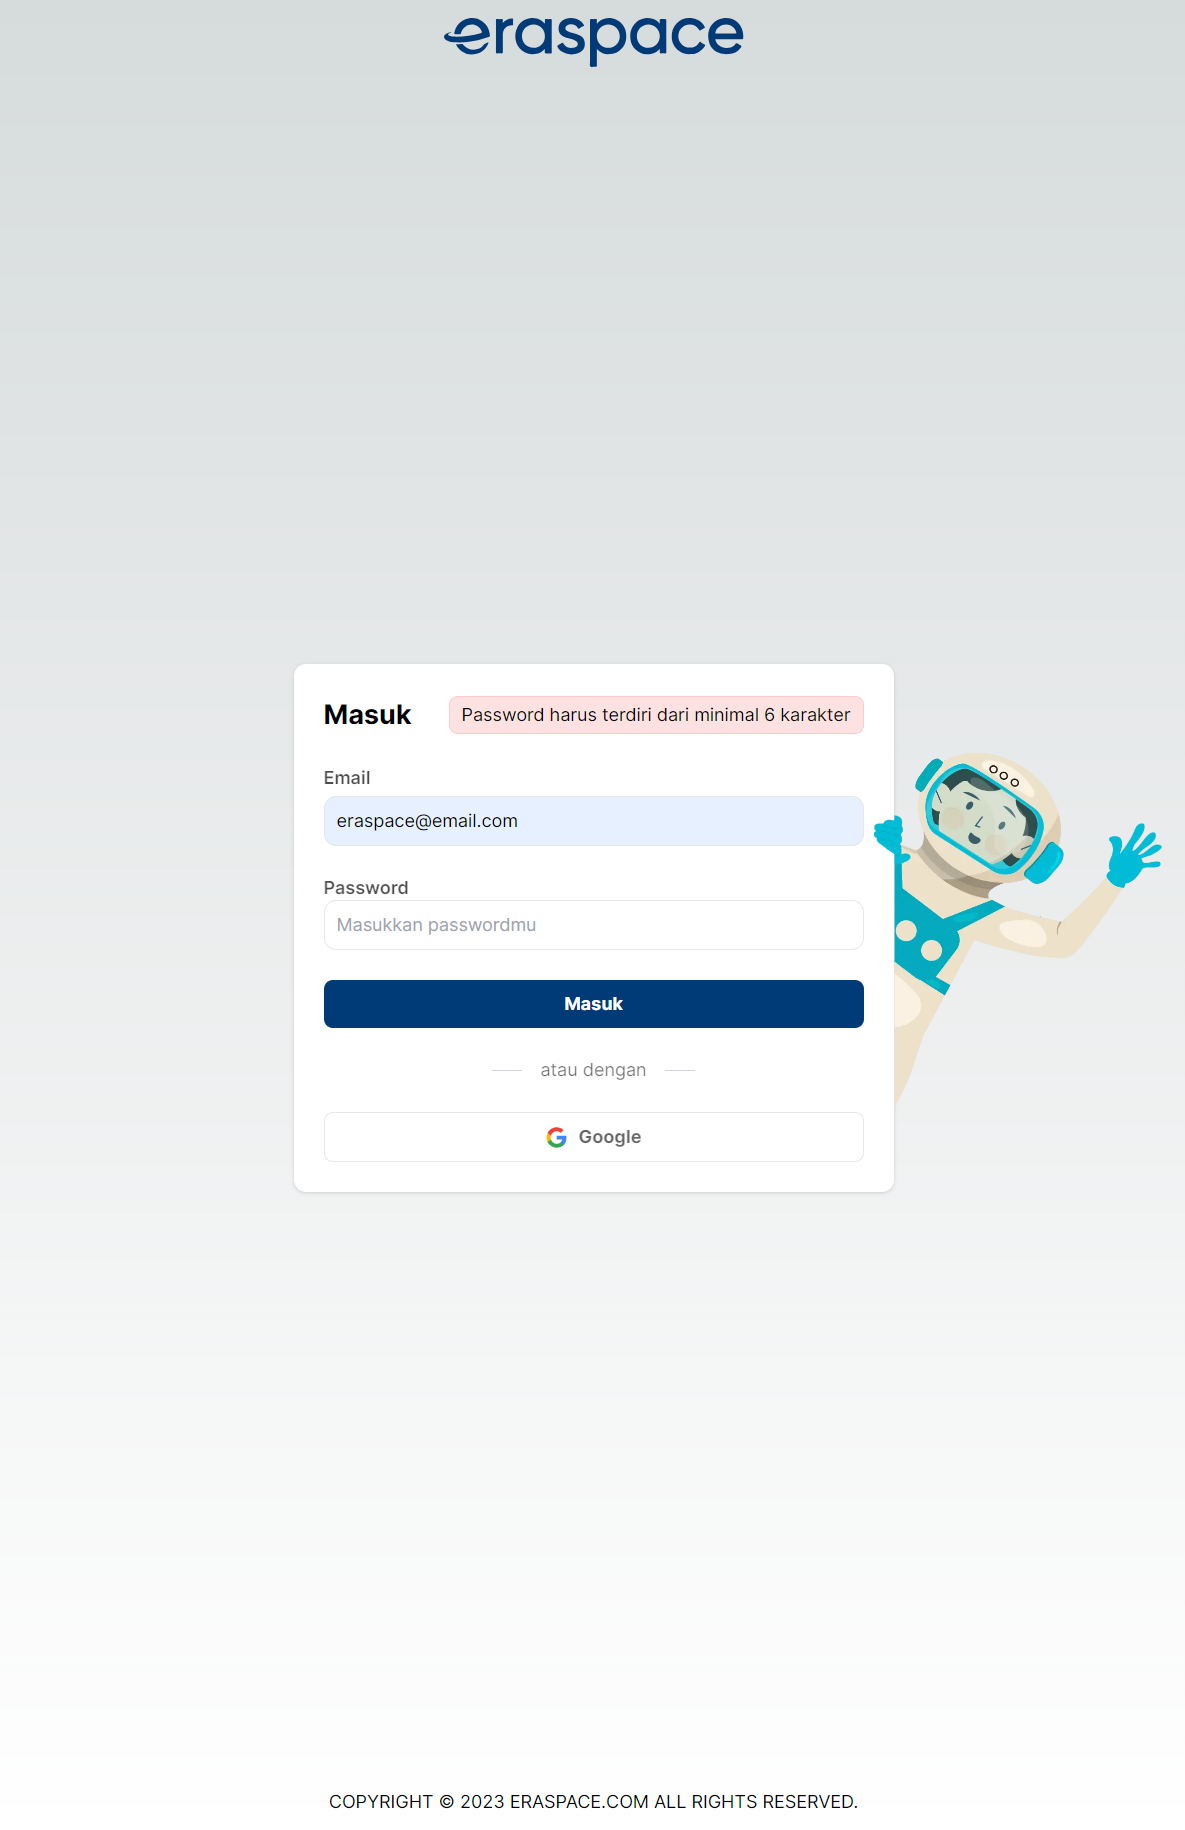 eraspace
Masuk
Password harus terdiri dari minimal 6 karakter
Email
eraspace@email.com
Password
Masukkan passwordmu
Masuk
atau dengan
Google
COPYRIGHT © 2023 ERASPACE.COM ALL RIGHTS RESERVED.